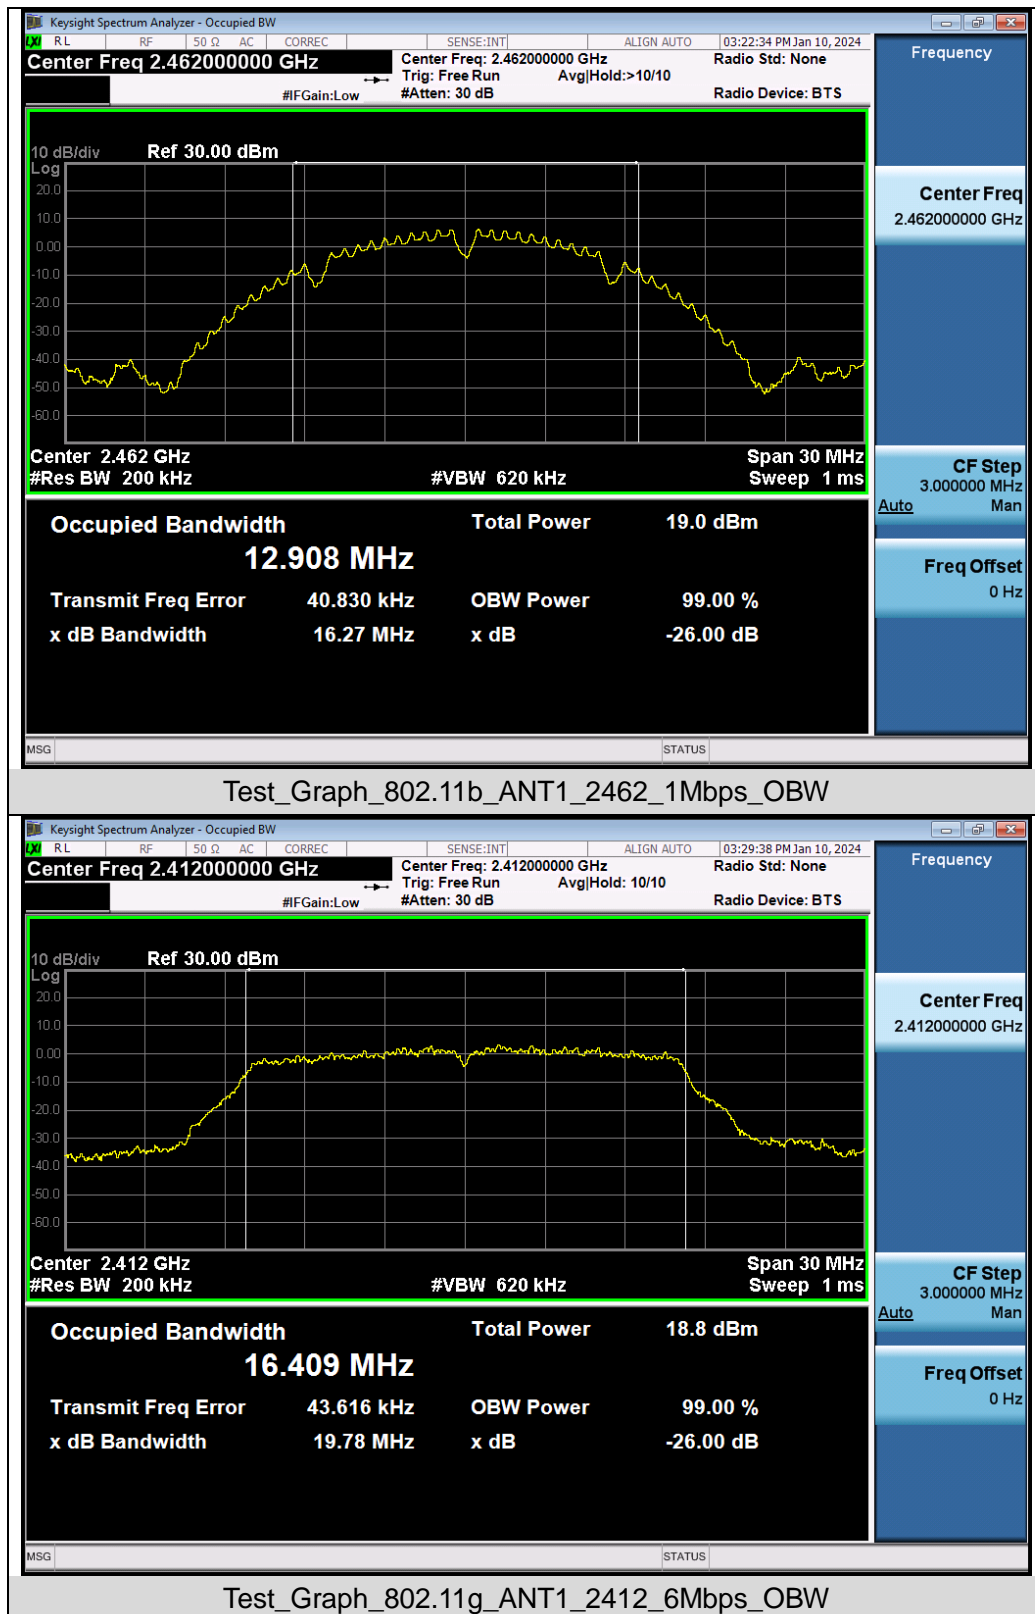 Keysight Spectrum Analyzer - Occupied BW
LXI RL RF 50 Ω AC CORREC SENSE:INT ALIGN AUTO 03:22:34 PM Jan 10, 2024
Center Freq 2.462000000 GHz Center Freq: 2.462000000 GHz Radio Std: None Frequency
Trig: Free Run Avg|Hold:>10/10
#IFGain:Low #Atten: 30 dB Radio Device: BTS
10 dB/div Ref 30.00 dBm
Log
20.0
10.0
0.00
-10.0
-20.0
-30.0
-40.0
-50.0
-60.0
Center Freq
2.462000000 GHz
Center 2.462 GHz Span 30 MHz
#Res BW 200 kHz #VBW 620 kHz Sweep 1 ms
CF Step
3.000000 MHz
Auto Man
Occupied Bandwidth Total Power 19.0 dBm
12.908 MHz
Transmit Freq Error 40.830 kHz OBW Power 99.00 %
x dB Bandwidth 16.27 MHz x dB -26.00 dB
Freq Offset
0 Hz
MSG STATUS
Test_Graph_802.11b_ANT1_2462_1Mbps_OBW
Keysight Spectrum Analyzer - Occupied BW
LXI RL RF 50 Ω AC CORREC SENSE:INT ALIGN AUTO 03:29:38 PM Jan 10, 2024
Center Freq 2.412000000 GHz Center Freq: 2.412000000 GHz Radio Std: None Frequency
Trig: Free Run Avg|Hold: 10/10
#IFGain:Low #Atten: 30 dB Radio Device: BTS
10 dB/div Ref 30.00 dBm
Log
20.0
10.0
0.00
-10.0
-20.0
-30.0
-40.0
-50.0
-60.0
Center Freq
2.412000000 GHz
Center 2.412 GHz Span 30 MHz
#Res BW 200 kHz #VBW 620 kHz Sweep 1 ms
CF Step
3.000000 MHz
Auto Man
Occupied Bandwidth Total Power 18.8 dBm
16.409 MHz
Transmit Freq Error 43.616 kHz OBW Power 99.00 %
x dB Bandwidth 19.78 MHz x dB -26.00 dB
Freq Offset
0 Hz
MSG STATUS
Test_Graph_802.11g_ANT1_2412_6Mbps_OBW